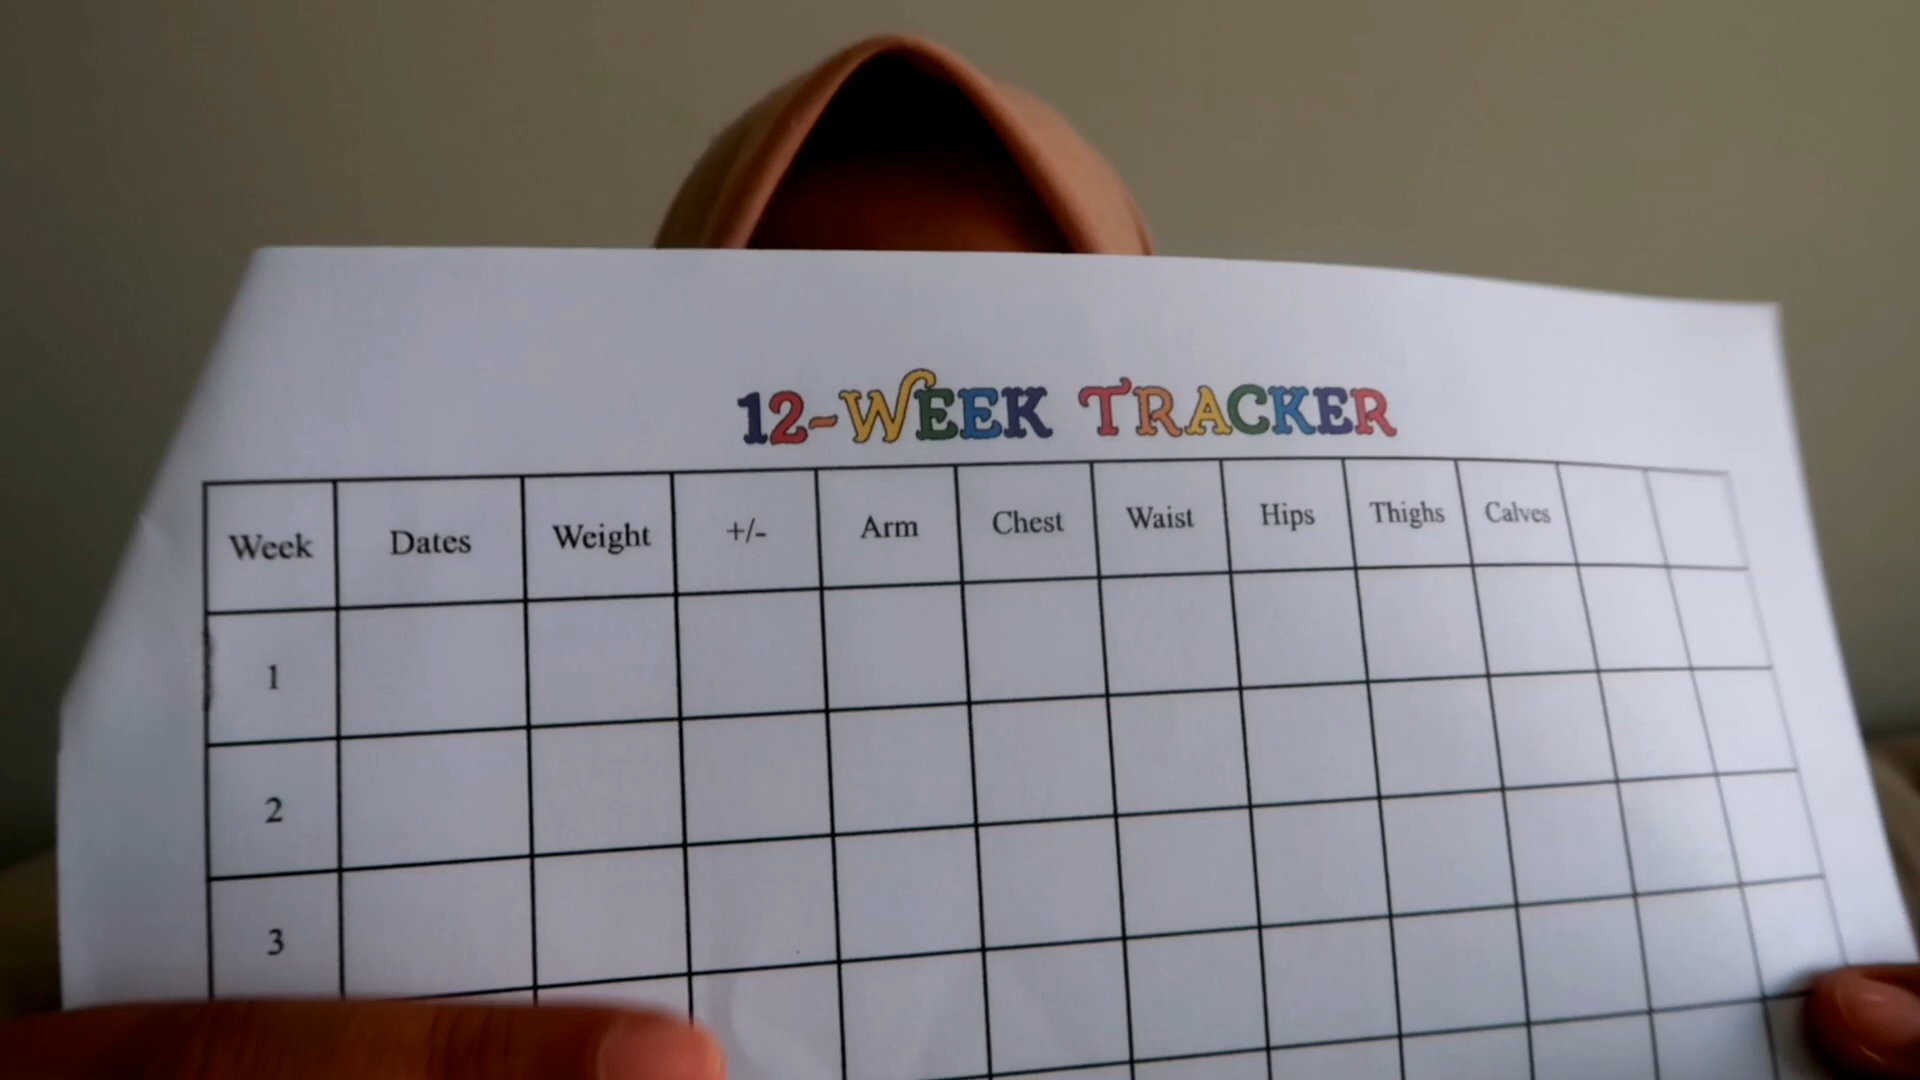 12-WEEK TRACKER
Week Dates Weight +/- Arm Chest Waist Hips Thighs Calves
1
2
3